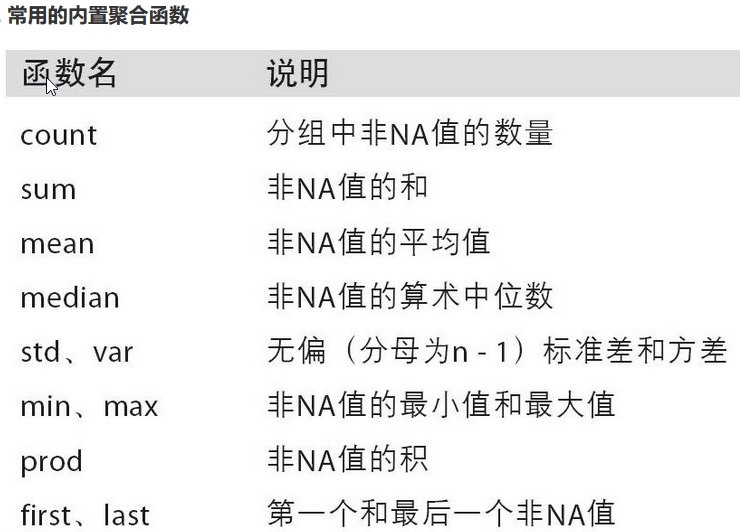 常用的内置聚合函数
函数名 说明
count 分组中非NA值的数量
sum 非NA值的和
mean 非NA值的平均值
median 非NA值的算术中位数
std、var 无偏（分母为n - 1）标准差和方差
min、max 非NA值的最小值和最大值
prod 非NA值的积
first、last 第一个和最后一个非NA值